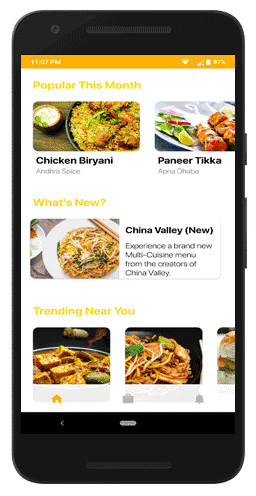 11:07 PM 87%
Popular This Month
Chicken Biryani Paneer Tikka
Andhra Spice Apna Dhaba
What's New?
China Valley (New)
Experience a brand new
Multi-Cuisine menu
from the creators of
China Valley.
Trending Near You